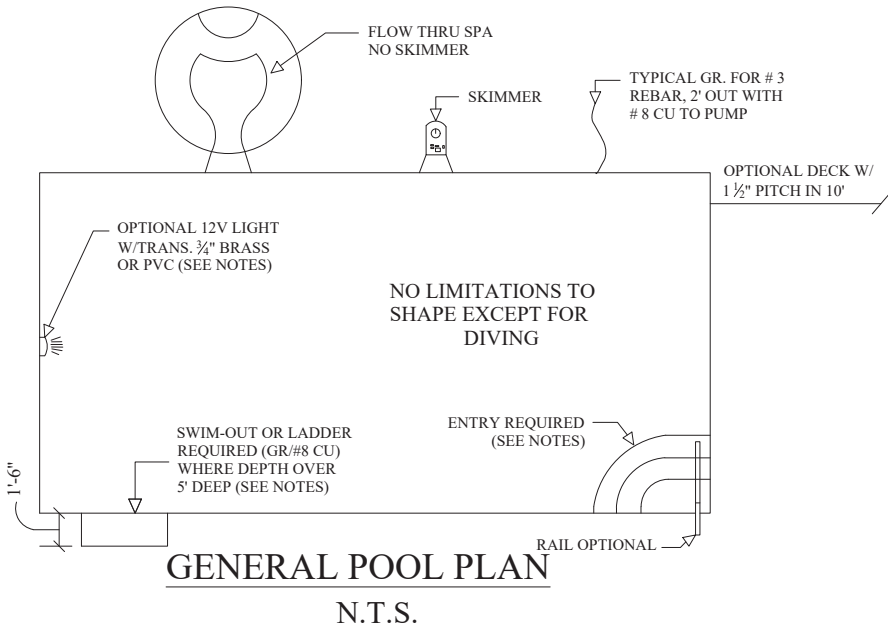 FLOW THRU SPA
NO SKIMMER
SKIMMER
TYPICAL GR. FOR # 3
REBAR, 2' OUT WITH
# 8 CU TO PUMP
OPTIONAL DECK W/
1 ½" PITCH IN 10'
OPTIONAL 12V LIGHT
W/TRANS. ¾" BRASS
OR PVC (SEE NOTES)
NO LIMITATIONS TO
SHAPE EXCEPT FOR
DIVING
SWIM-OUT OR LADDER
REQUIRED (GR/#8 CU)
WHERE DEPTH OVER
5' DEEP (SEE NOTES)
ENTRY REQUIRED
(SEE NOTES)
1'-6"
RAIL OPTIONAL
GENERAL POOL PLAN
N.T.S.